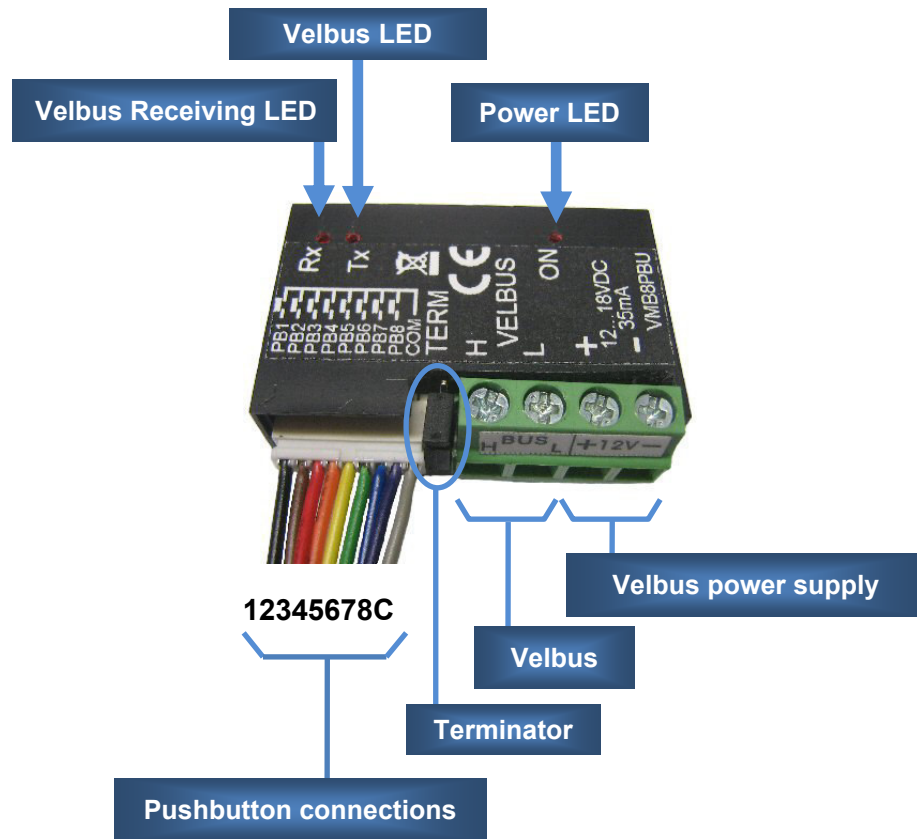 Velbus LED
Velbus Receiving LED
Power LED
Rx
Tx
ON
PB1
PB2
PB3
PB4
PB5
PB6
PB7
PB8
COM
TERM
H
VELBUS
L
+
12...18VDC
35mA
-
VMB8PBU
H BUS L +12V-
12345678C
Velbus power supply
Velbus
Terminator
Pushbutton connections